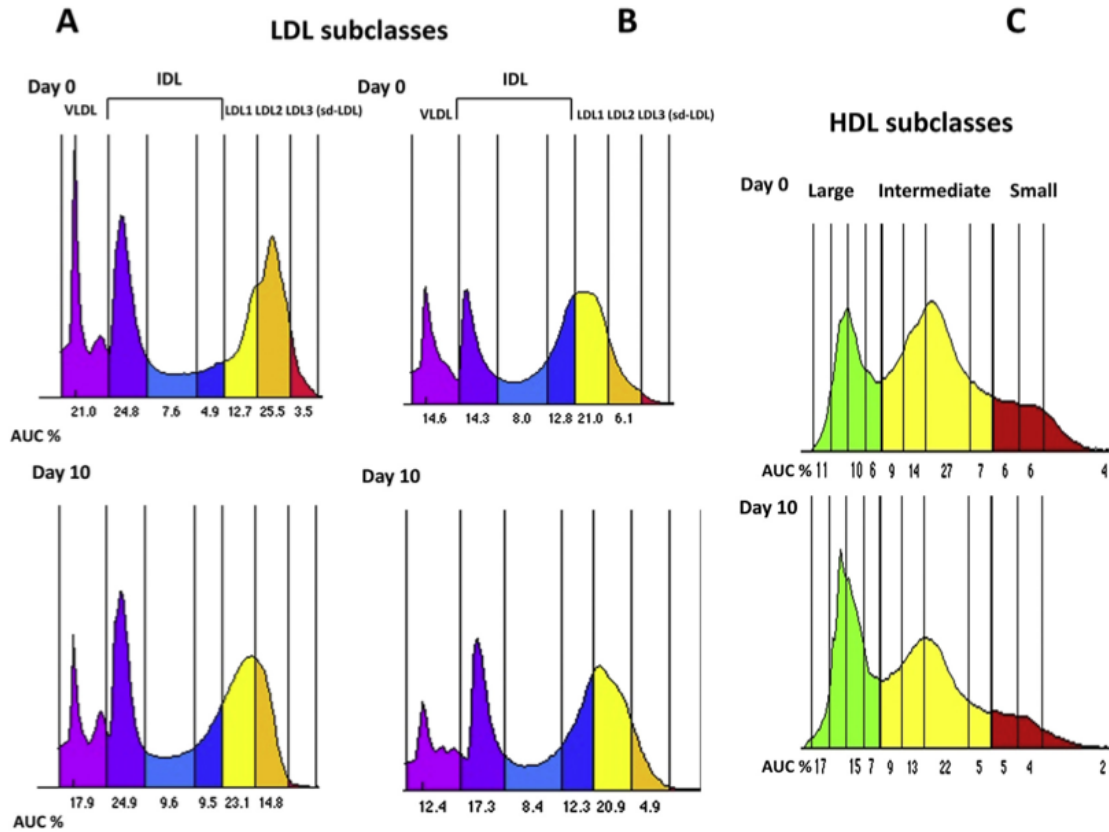 A
LDL subclasses
B
C
Day 0
IDL
VLDL
LDL1 LDL2 LDL3 (sd-LDL)
21.0 24.8 7.6 4.9 12.7 25.5 3.5
AUC %
Day 0
IDL
VLDL
LDL1 LDL2 LDL3 (sd-LDL)
14.6 14.3 8.0 12.8 21.0 6.1
Day 10
17.9 24.9 9.6 9.5 23.1 14.8
AUC %
Day 10
12.4 17.3 8.4 12.3 20.9 4.9
HDL subclasses
Day 0
Large Intermediate Small
AUC % 11 10 6 9 14 27 7 6 6 4
Day 10
AUC % 17 15 7 9 13 22 5 5 4 2